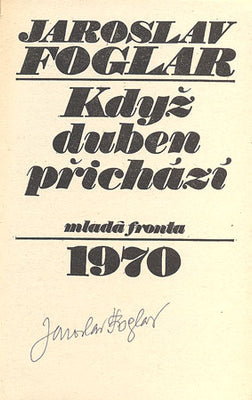 JAROSLAV
FOGLAR
Když
duben
přichází
mladá fronta
1970
Jaroslav Foglar